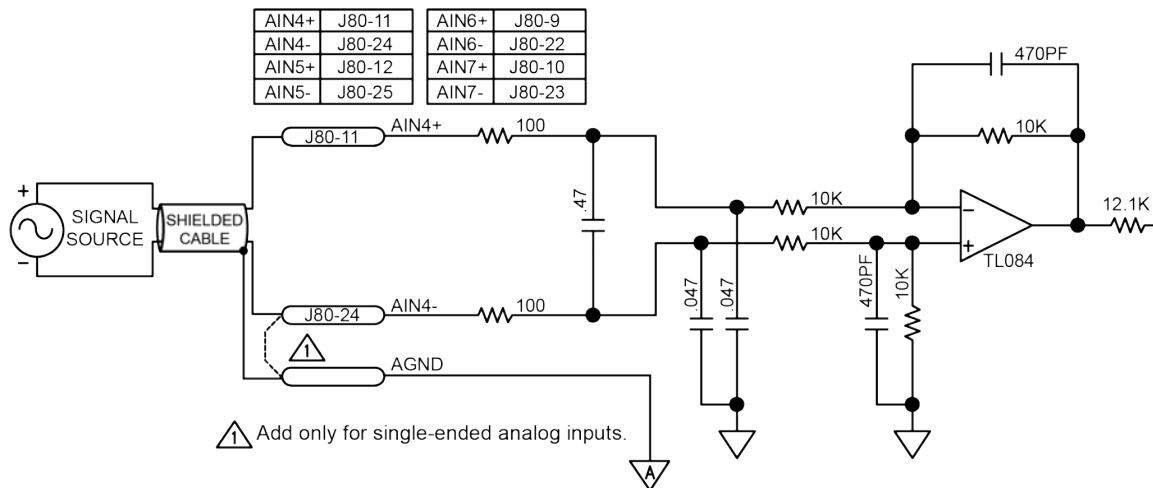 AIN4+ J80-11 AIN6+ J80-9
AIN4- J80-24 AIN6- J80-22
AIN5+ J80-12 AIN7+ J80-10
AIN5- J80-25 AIN7- J80-23
470PF
10K
J80-11 AIN4+ 100
.47
+
SIGNAL
SOURCE
–
SHIELDED
CABLE
10K
10K
–
+
TL084
12.1K
.047
.047
470PF
10K
J80-24 AIN4- 100
1
AGND
1 Add only for single-ended analog inputs.
A